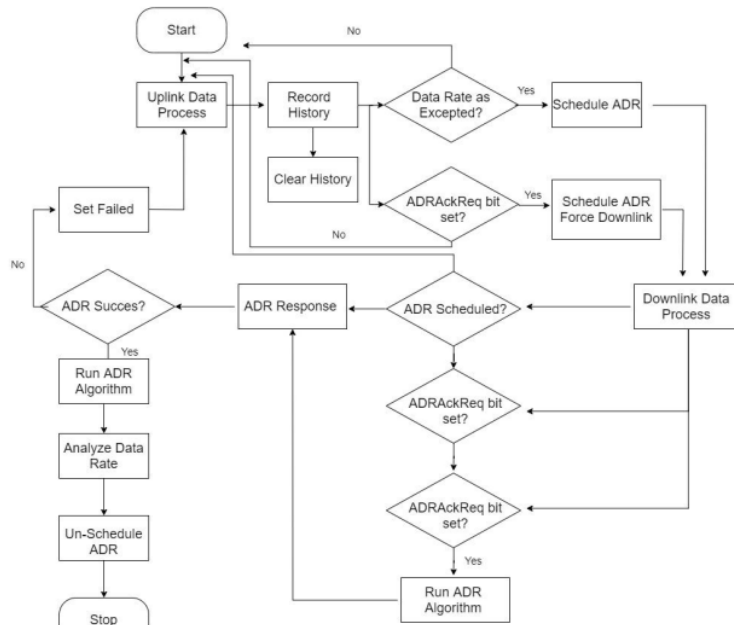 Start
No
Uplink Data
Process
Record
History
Data Rate as
Excepted?
Yes
Schedule ADR
Clear History
Set Failed
ADRAckReq bit
set?
Yes
Schedule ADR
Force Downlink
No
No
ADR Succes?
ADR Response
ADR Scheduled?
Downlink Data
Process
Yes
Run ADR
Algorithm
ADRAckReq bit
set?
Analyze Data
Rate
ADRAckReq bit
set?
Un-Schedule
ADR
Yes
Run ADR
Algorithm
Stop